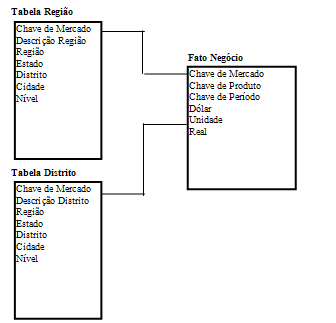 Tabela Região
Chave de Mercado
Descrição Região
Região
Estado
Distrito
Cidade
Nível
Fato Negócio
Chave de Mercado
Chave de Produto
Chave de Período
Dólar
Unidade
Real
Tabela Distrito
Chave de Mercado
Descrição Distrito
Região
Estado
Distrito
Cidade
Nível